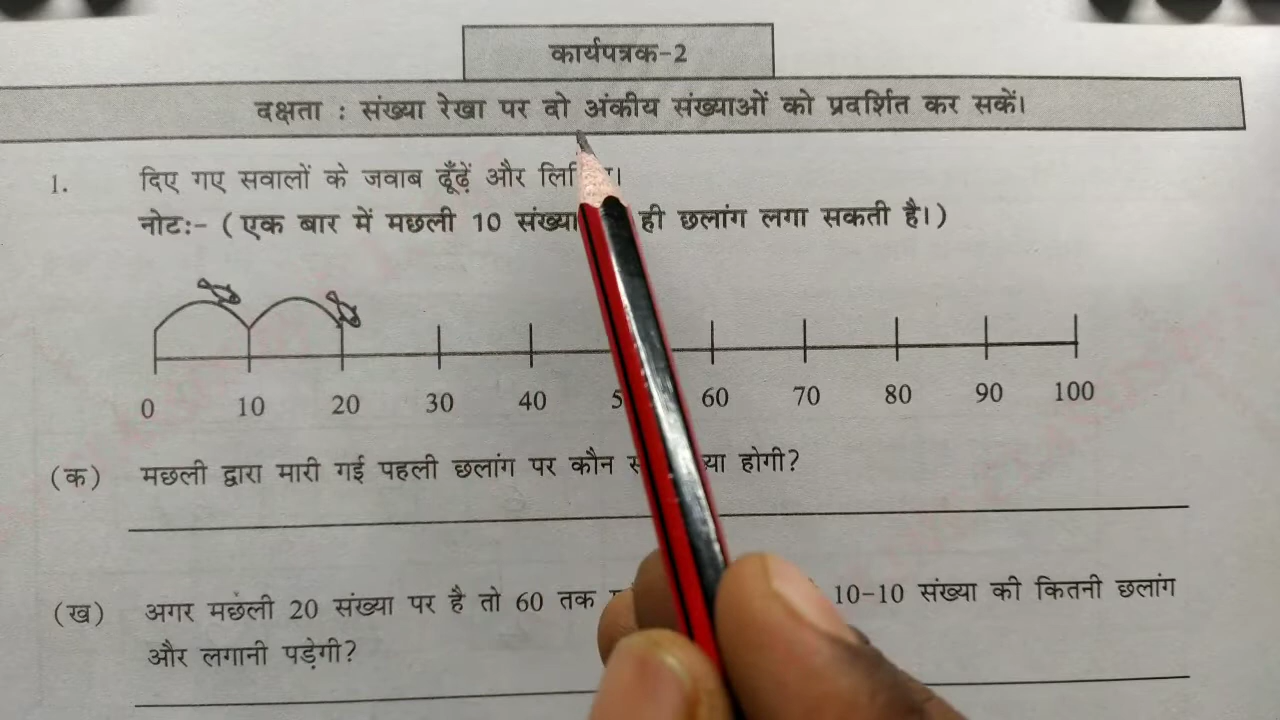 कार्यपत्रक-2
दक्षता : संख्या रेखा पर दो अंकीय संख्याओं को प्रदर्शित कर सकें।
1. दिए गए सवालों के जवाब ढूँढ़ें और
नोटः- ( एक बार में मछली 10 संख्या ही छलांग लगा सकती है। )
0 10 20 30 40 60 70 80 90 100
(क) मछली द्वारा मारी गई पहली छलांग पर कौन होगी?
(ख) अगर मछली 20 संख्या पर है तो 60 तक 10-10 संख्या की कितनी छलांग
और लगानी पड़ेगी?